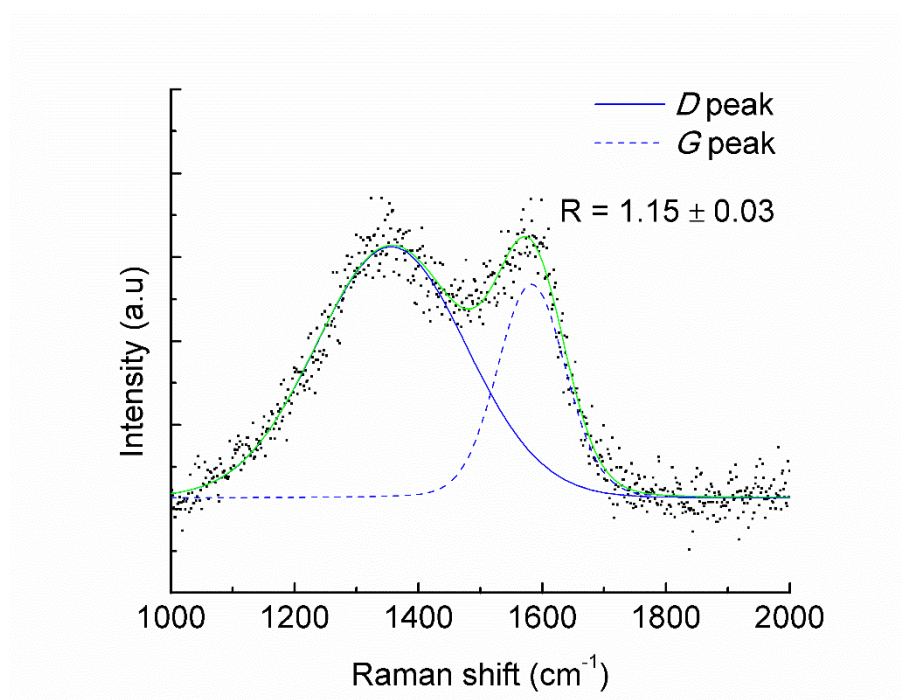 D peak
G peak
R = 1.15 ± 0.03
Intensity (a.u)
1000 1200 1400 1600 1800 2000
Raman shift (cm⁻¹)